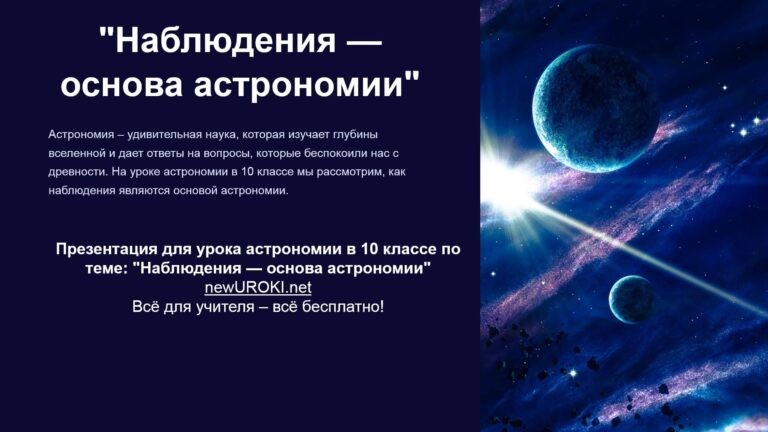 "Наблюдения —
основа астрономии"
Астрономия – удивительная наука, которая изучает глубины
вселенной и дает ответы на вопросы, которые беспокоили нас с
древности. На уроке астрономии в 10 классе мы рассмотрим, как
наблюдения являются основой астрономии.
Презентация для урока астрономии в 10 классе по
теме: "Наблюдения — основа астрономии"
newUROKI.net
Всё для учителя – всё бесплатно!